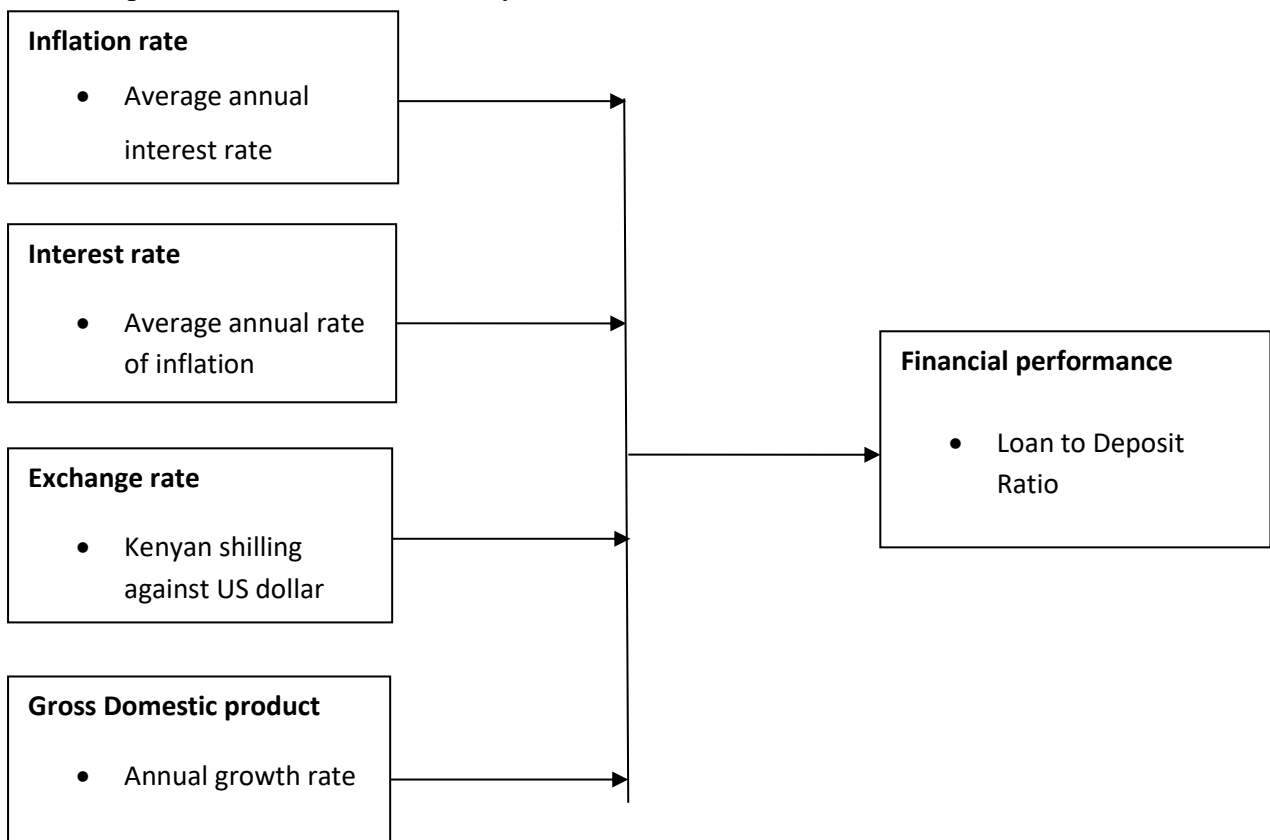 Inflation rate
• Average annual
interest rate
Interest rate
• Average annual rate
of inflation
Exchange rate
• Kenyan shilling
against US dollar
Gross Domestic product
• Annual growth rate
Financial performance
• Loan to Deposit
Ratio